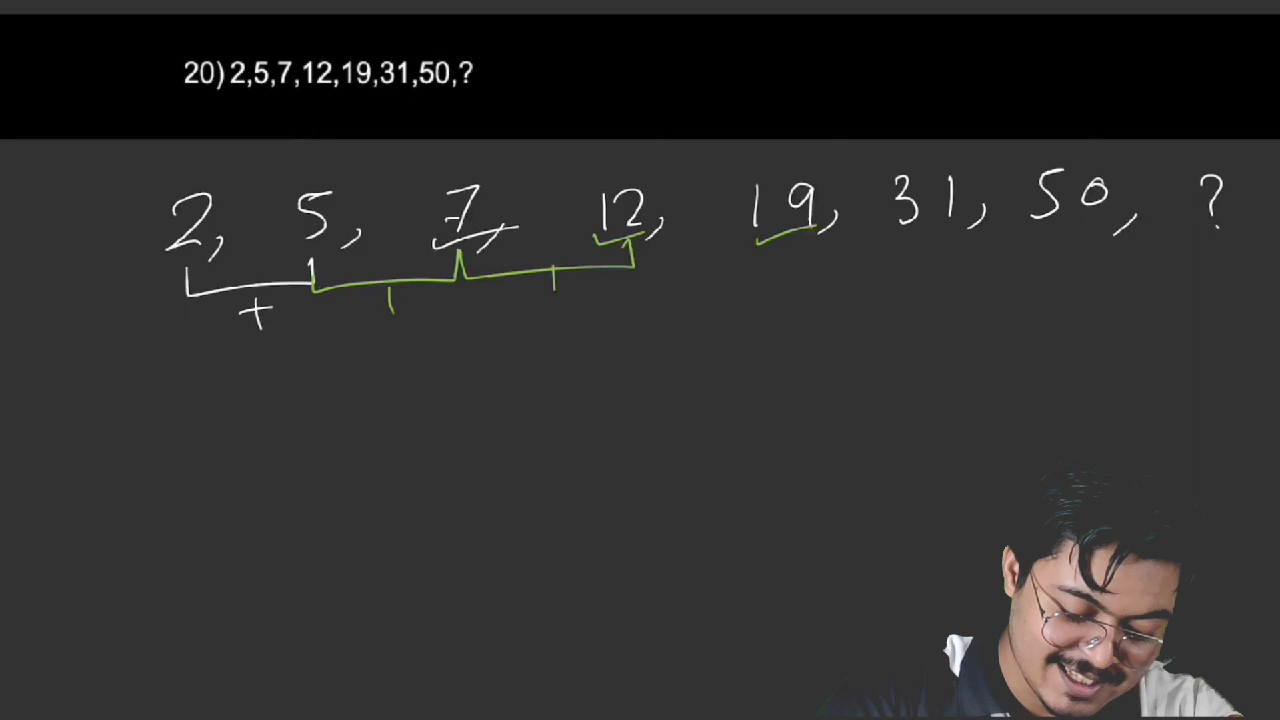 20) 2,5,7,12,19,31,50,?
2, 5, 7, 12, 19, 31, 50, ?
+